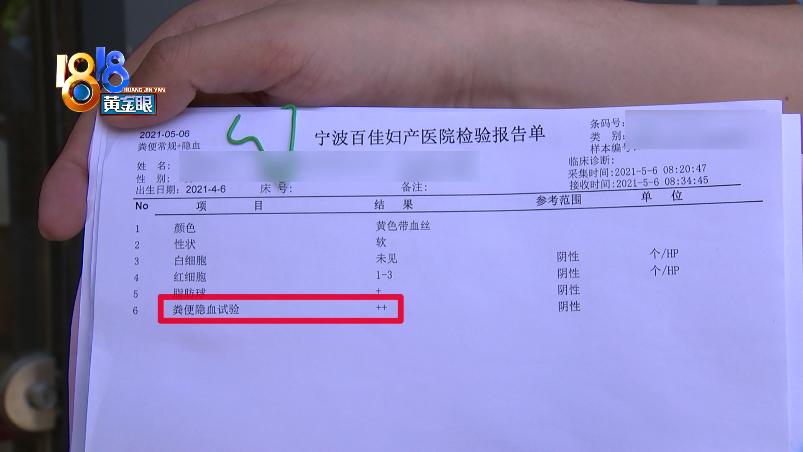 1818
HUANG JIN YAN
黄金眼
2021-05-06
粪便常规+隐血
宁波百佳妇产医院检验报告单
条码号:
类 别:
样本编号:
姓 名:
性 别:
临床诊断:
采集时间:2021-5-6 08:20:47
出生日期: 2021-4-6 床 号: 备注: 接收时间:2021-5-6 08:34:45
No 项 目 结 果 参考范围 单 位
1 颜色 黄色带血丝
2 性状 软
3 白细胞 未见 阴性 个/HP
4 红细胞 1-3 阴性 个/HP
5 脂肪球 + 阴性
6 粪便隐血试验 ++ 阴性